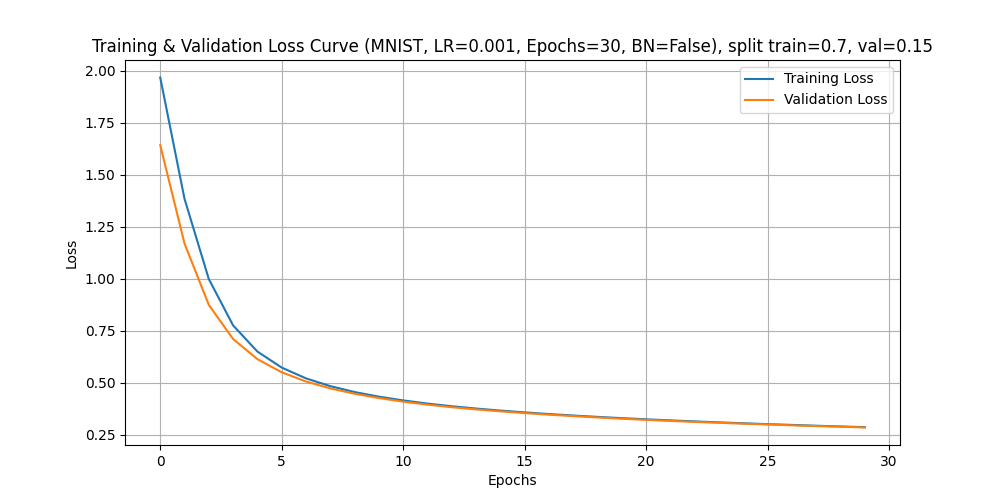 Training & Validation Loss Curve (MNIST, LR=0.001, Epochs=30, BN=False), split train=0.7, val=0.15
Training Loss
Validation Loss
2.00
1.75
1.50
1.25
1.00
0.75
0.50
0.25
Loss
0 5 10 15 20 25 30
Epochs